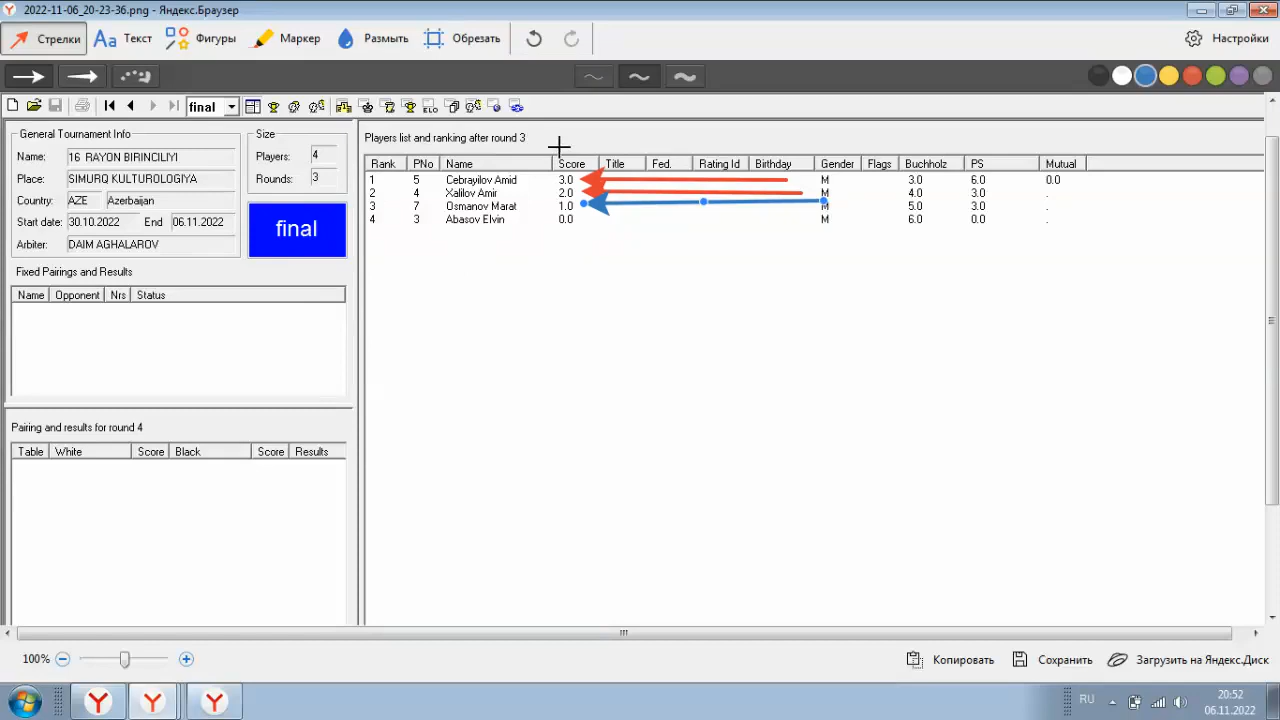 2022-11-06_20-23-36.png - Яндекс.Браузер
Стрелки
Aa Текст
Фигуры
Маркер
Размыть
Обрезать
Настройки
final
ELO
General Tournament Info
Name: 16 RAYON BIRINCILIYI
Place: SIMURQ KULTUROLOGIYA
Country: AZE Azerbaijan
Start date: 30.10.2022 End 06.11.2022
Arbiter: DAIM AGHALAROV
Size
Players: 4
Rounds: 3
final
Fixed Pairings and Results
Name Opponent Nrs Status
Pairing and results for round 4
Table White Score Black Score Results
Players list and ranking after round 3
Rank PNo Name Score Title Fed. Rating Id Birthday Gender Flags Buchholz PS Mutual
1 5 Cebrayilov Amid 3.0 M 3.0 6.0 0.0
2 4 Xalilov Amir 2.0 M 4.0 3.0 .
3 7 Osmanov Marat 1.0 M 5.0 3.0 .
4 3 Abasov Elvin 0.0 M 6.0 0.0 .
100%
Копировать
Сохранить
Загрузить на Яндекс.Диск
RU
20:52
06.11.2022